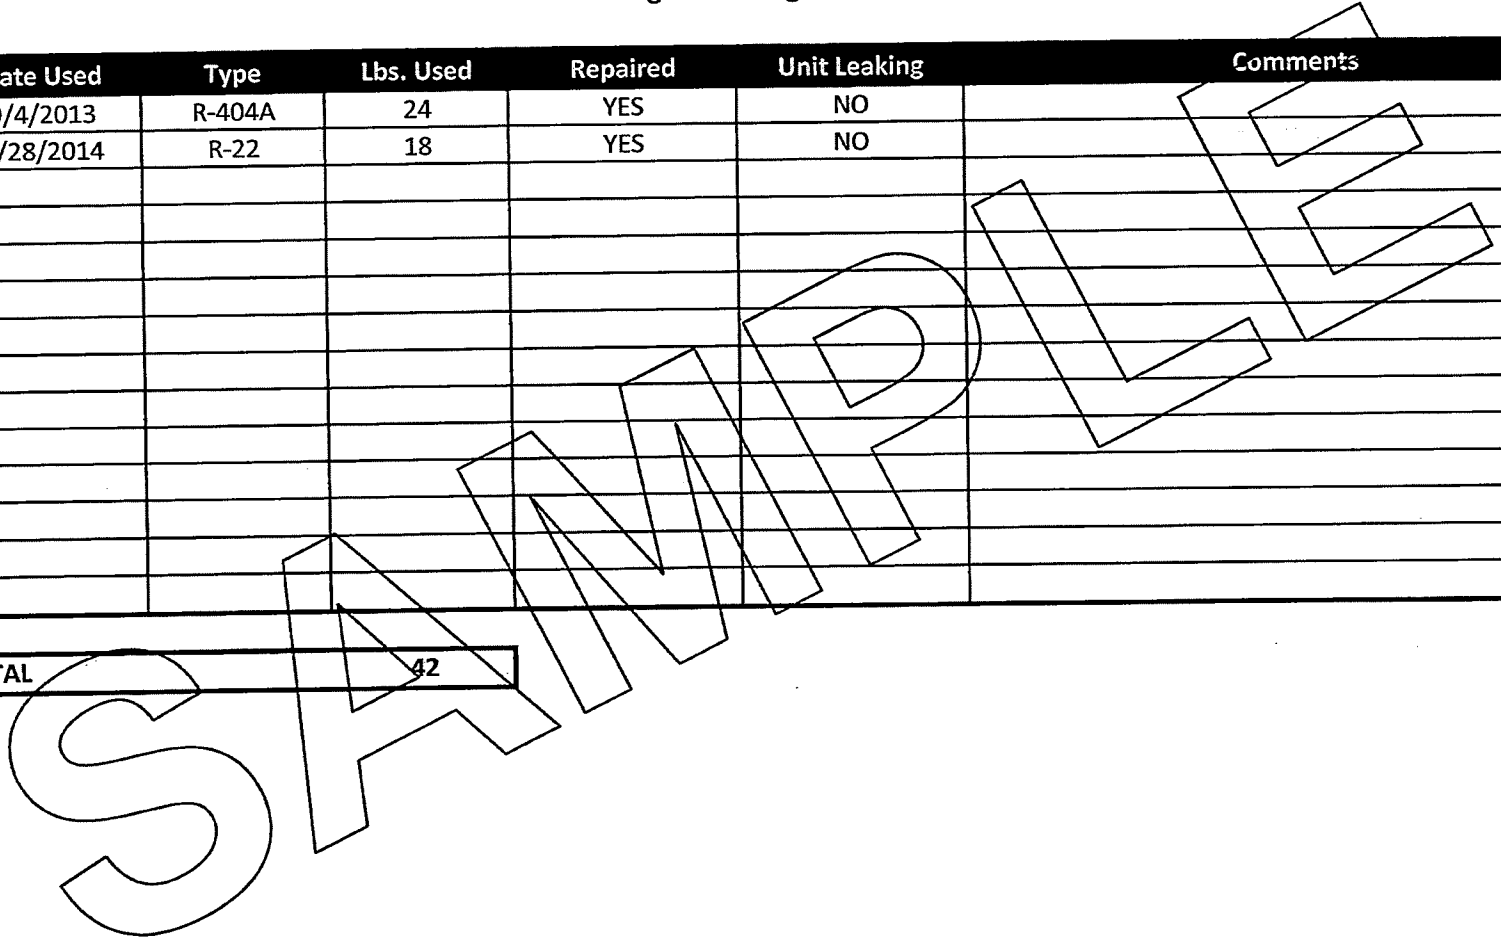 ate Used Type Lbs. Used Repaired Unit Leaking Comments
/4/2013 R-404A 24 YES NO
/28/2014 R-22 18 YES NO
TAL 42
SAMPLE